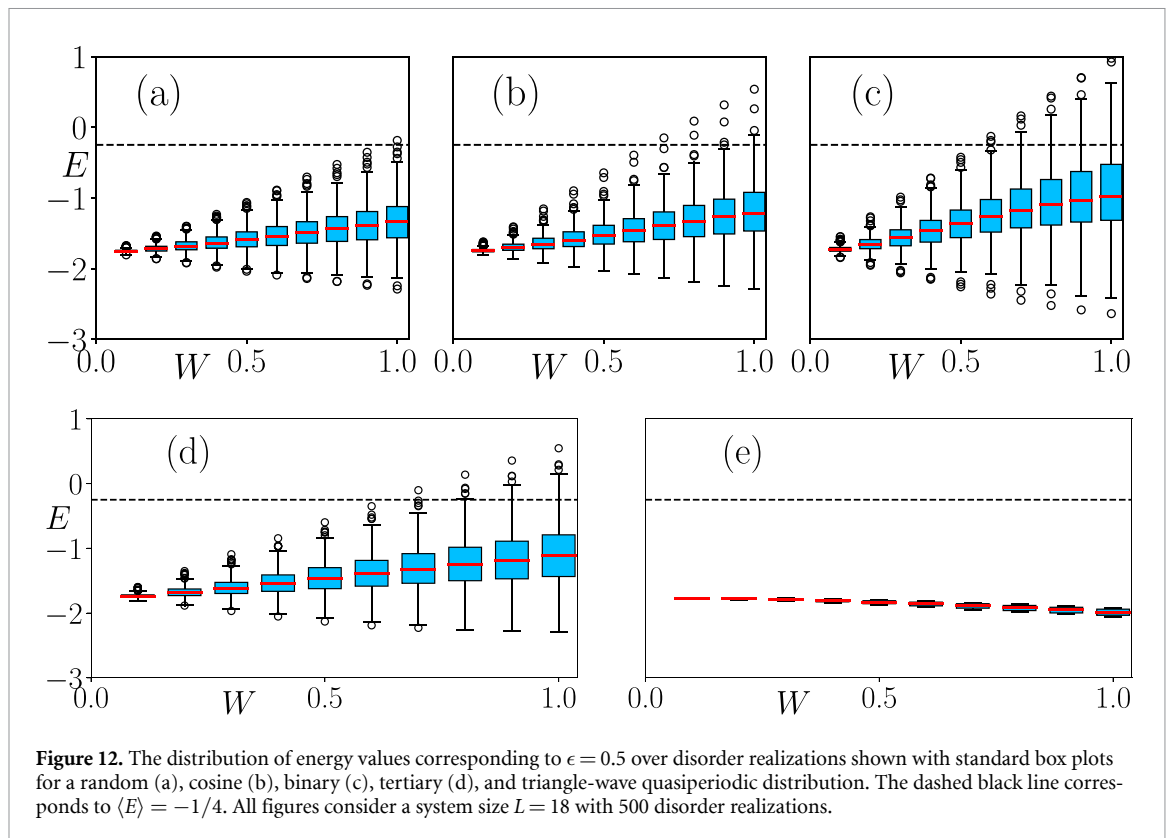 (a) (b) (c)
1
0
E
−1
−2
−3
0.0 W 0.5 1.0 0.0 W 0.5 1.0 0.0 W 0.5 1.0
(d) (e)
1
0
E
−1
−2
−3
0.0 W 0.5 1.0 0.0 W 0.5 1.0
Figure 12. The distribution of energy values corresponding to ϵ = 0.5 over disorder realizations shown with standard box plots
for a random (a), cosine (b), binary (c), tertiary (d), and triangle-wave quasiperiodic distribution. The dashed black line corres-
ponds to ⟨E⟩ = −1/4. All figures consider a system size L = 18 with 500 disorder realizations.